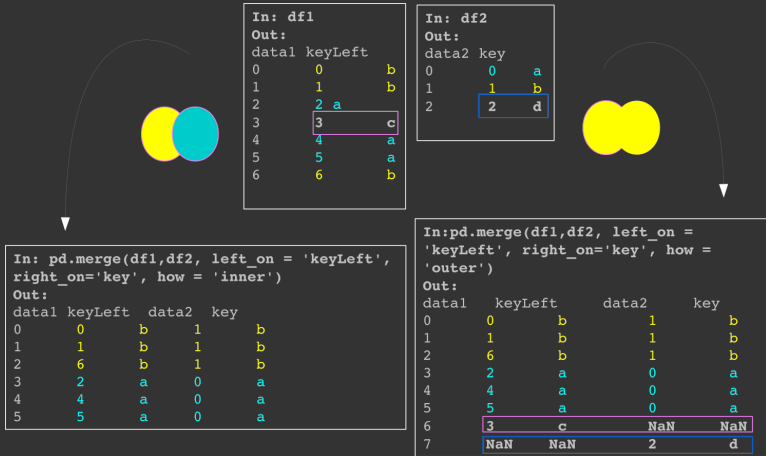 In: df1
Out:
data1 keyLeft
0 0 b
1 1 b
2 2 a
3 3 c
4 4 a
5 5 a
6 6 b
In: df2
Out:
data2 key
0 0 a
1 1 b
2 2 d
In: pd.merge(df1,df2, left_on = 'keyLeft',
right_on='key', how = 'inner')
Out:
data1 keyLeft data2 key
0 0 b 1 b
1 1 b 1 b
2 6 b 1 b
3 2 a 0 a
4 4 a 0 a
5 5 a 0 a
In:pd.merge(df1,df2, left_on =
'keyLeft', right_on='key', how =
'outer')
Out:
data1 keyLeft data2 key
0 0 b 1 b
1 1 b 1 b
2 6 b 1 b
3 2 a 0 a
4 4 a 0 a
5 5 a 0 a
6 3 c NaN NaN
7 NaN NaN 2 d